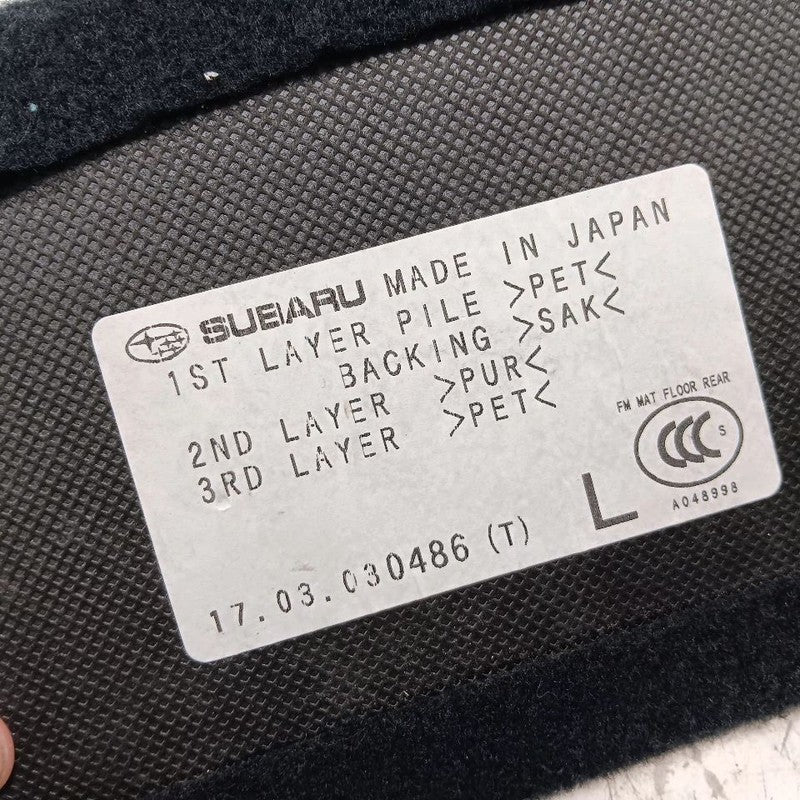 SUBARU MADE IN JAPAN
1ST LAYER PILE >PET<
BACKING >SAK<
2ND LAYER >PUR<
3RD LAYER >PET<
FM MAT FLOOR REAR
CCC S
A048998
L
17.03.030486 (T)